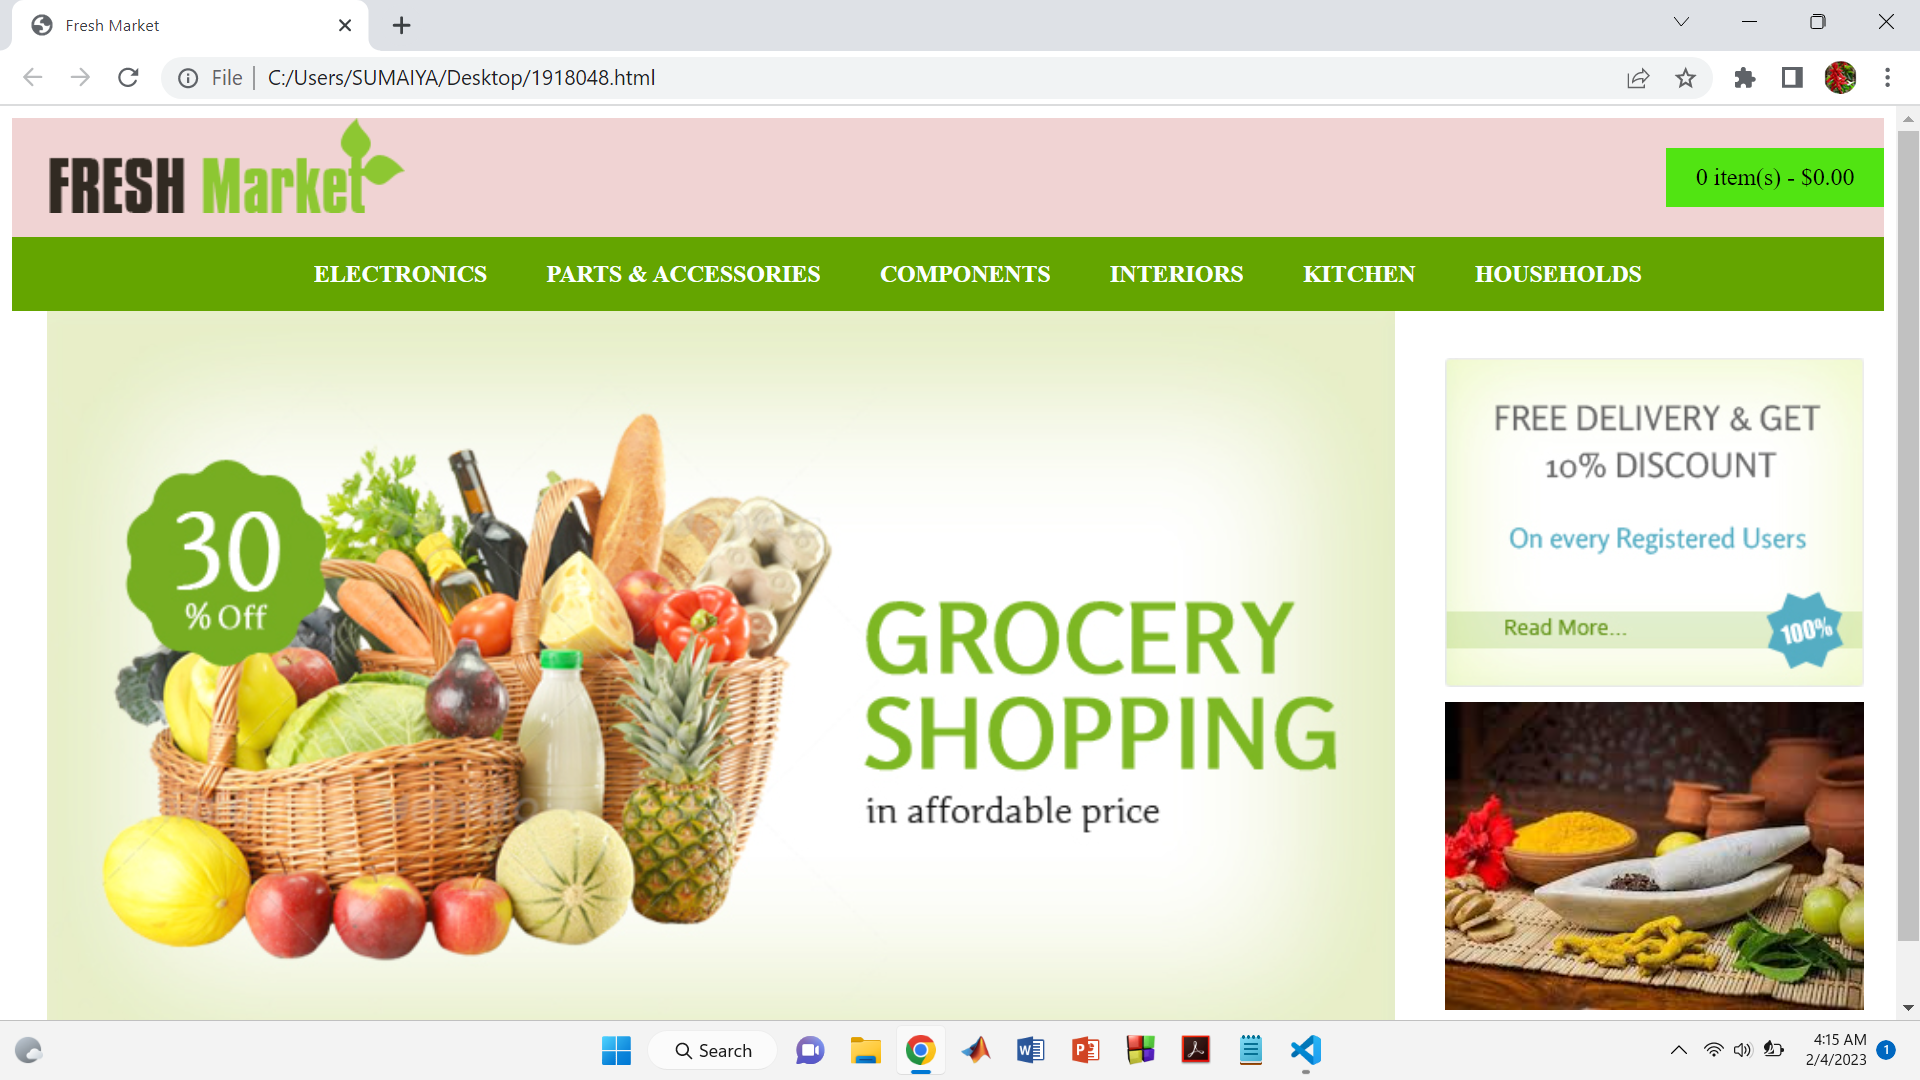 Fresh Market
File
C:/Users/SUMAIYA/Desktop/1918048.html
FRESH Market
0 item(s) - $0.00
ELECTRONICS PARTS & ACCESSORIES COMPONENTS INTERIORS KITCHEN HOUSEHOLDS
30
% Off
GROCERY
SHOPPING
in affordable price
FREE DELIVERY & GET
10% DISCOUNT
On every Registered Users
Read More...
100%
Search
4:15 AM
2/4/2023
1